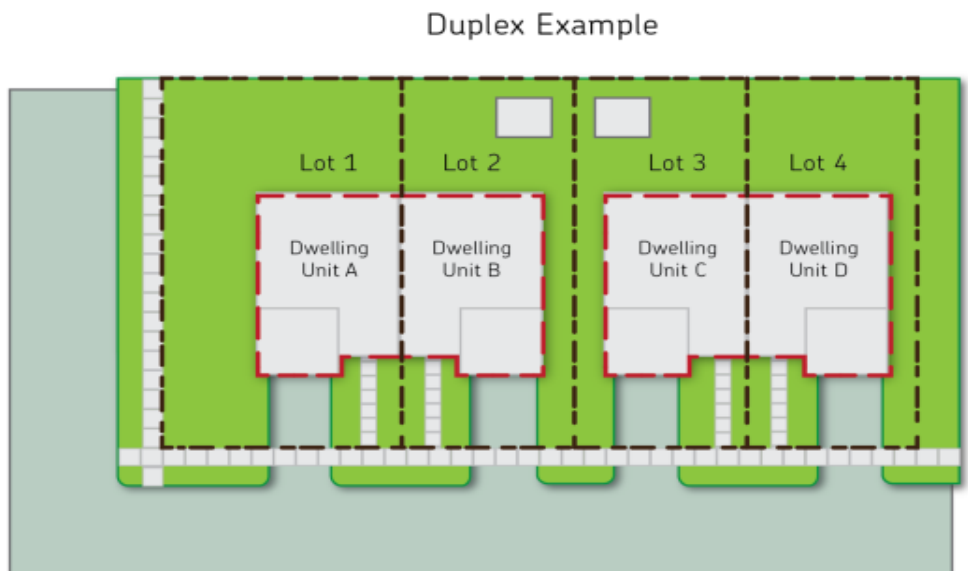 Duplex Example
Lot 1
Lot 2
Lot 3
Lot 4
Dwelling
Unit A
Dwelling
Unit B
Dwelling
Unit C
Dwelling
Unit D